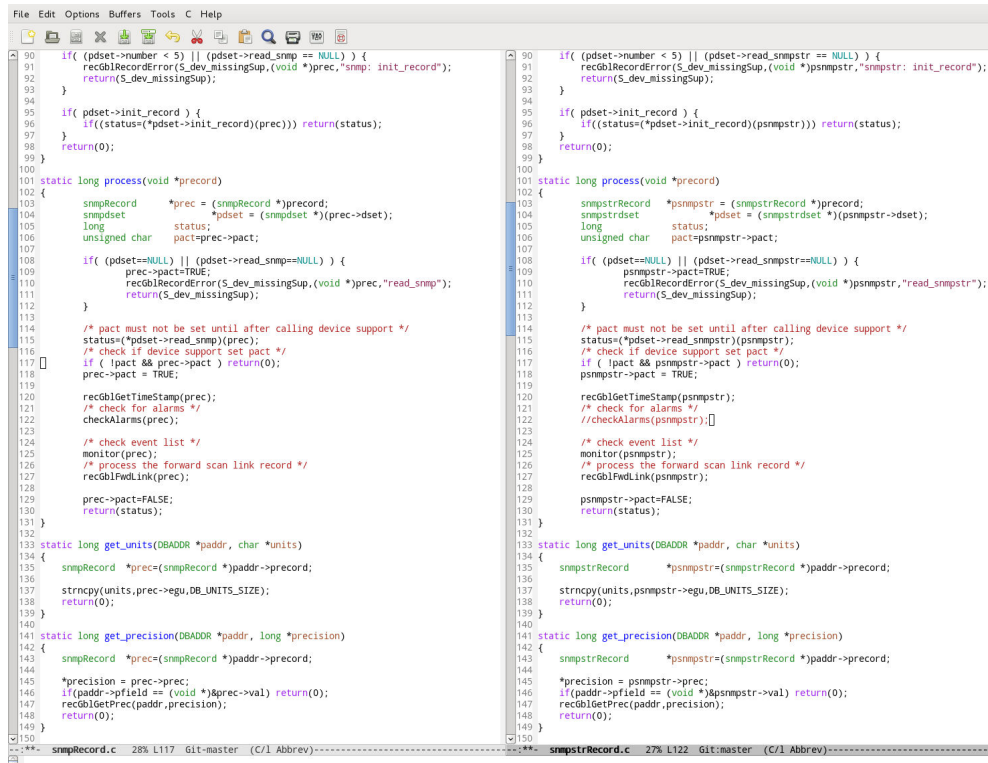 File Edit Options Buffers Tools C Help
90 if( (pdset->number < 5) || (pdset->read_snmp == NULL) ) {
91 recGblRecordError(S_dev_missingSup,(void *)prec,"snmp: init_record");
92 return(S_dev_missingSup);
93 }
94
95 if( pdset->init_record ) {
96 if((status=(*pdset->init_record)(prec))) return(status);
97 }
98 return(0);
99 }
100
101 static long process(void *precord)
102 {
103 snmpRecord *prec = (snmpRecord *)precord;
104 snmpdset *pdset = (snmpdset *)(prec->dset);
105 long status;
106 unsigned char pact=prec->pact;
107
108 if( (pdset==NULL) || (pdset->read_snmp==NULL) ) {
109 prec->pact=TRUE;
110 recGblRecordError(S_dev_missingSup,(void *)prec,"read_snmp");
111 return(S_dev_missingSup);
112 }
113
114 /* pact must not be set until after calling device support */
115 status=(*pdset->read_snmp)(prec);
116 /* check if device support set pact */
117 if ( !pact && prec->pact ) return(0);
118 prec->pact = TRUE;
119
120 recGblGetTimeStamp(prec);
121 /* check for alarms */
122 checkAlarms(prec);
123
124 /* check event list */
125 monitor(prec);
126 /* process the forward scan link record */
127 recGblFwdLink(prec);
128
129 prec->pact=FALSE;
130 return(status);
131 }
132
133 static long get_units(DBADDR *paddr, char *units)
134 {
135 snmpRecord *prec=(snmpRecord *)paddr->precord;
136
137 strncpy(units,prec->egu,DB_UNITS_SIZE);
138 return(0);
139 }
140
141 static long get_precision(DBADDR *paddr, long *precision)
142 {
143 snmpRecord *prec=(snmpRecord *)paddr->precord;
144
145 *precision = prec->prec;
146 if(paddr->pfield == (void *)&prec->val) return(0);
147 recGblGetPrec(paddr,precision);
148 return(0);
149 }
150
--:**- snmpRecord.c 28% L117 Git-master (C/l Abbrev)
90 if( (pdset->number < 5) || (pdset->read_snmpstr == NULL) ) {
91 recGblRecordError(S_dev_missingSup,(void *)psnmpstr,"snmpstr: init_record");
92 return(S_dev_missingSup);
93 }
94
95 if( pdset->init_record ) {
96 if((status=(*pdset->init_record)(psnmpstr))) return(status);
97 }
98 return(0);
99 }
100
101 static long process(void *precord)
102 {
103 snmpstrRecord *psnmpstr = (snmpstrRecord *)precord;
104 snmpstrdset *pdset = (snmpstrdset *)(psnmpstr->dset);
105 long status;
106 unsigned char pact=psnmpstr->pact;
107
108 if( (pdset==NULL) || (pdset->read_snmpstr==NULL) ) {
109 psnmpstr->pact=TRUE;
110 recGblRecordError(S_dev_missingSup,(void *)psnmpstr,"read_snmpstr");
111 return(S_dev_missingSup);
112 }
113
114 /* pact must not be set until after calling device support */
115 status=(*pdset->read_snmpstr)(psnmpstr);
116 /* check if device support set pact */
117 if ( !pact && psnmpstr->pact ) return(0);
118 psnmpstr->pact = TRUE;
119
120 recGblGetTimeStamp(psnmpstr);
121 /* check for alarms */
122 //checkAlarms(psnmpstr);
123
124 /* check event list */
125 monitor(psnmpstr);
126 /* process the forward scan link record */
127 recGblFwdLink(psnmpstr);
128
129 psnmpstr->pact=FALSE;
130 return(status);
131 }
132
133 static long get_units(DBADDR *paddr, char *units)
134 {
135 snmpstrRecord *psnmpstr=(snmpstrRecord *)paddr->precord;
136
137 strncpy(units,psnmpstr->egu,DB_UNITS_SIZE);
138 return(0);
139 }
140
141 static long get_precision(DBADDR *paddr, long *precision)
142 {
143 snmpstrRecord *psnmpstr=(snmpstrRecord *)paddr->precord;
144
145 *precision = psnmpstr->prec;
146 if(paddr->pfield == (void *)&psnmpstr->val) return(0);
147 recGblGetPrec(paddr,precision);
148 return(0);
149 }
150
--:**- snmpstrRecord.c 27% L122 Git:master (C/l Abbrev)